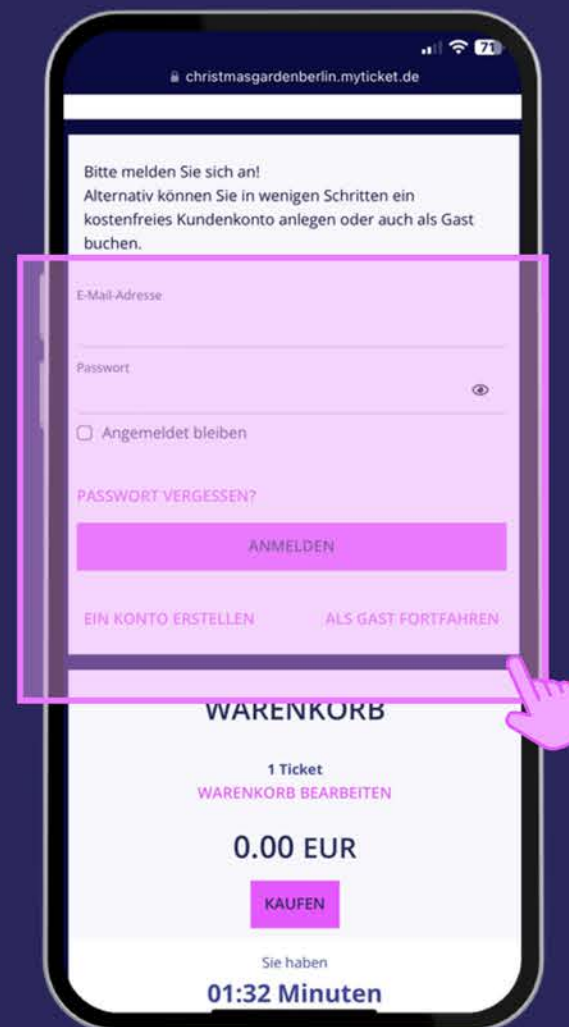 71
christmasgardenberlin.myticket.de
Bitte melden Sie sich an!
Alternativ können Sie in wenigen Schritten ein
kostenfreies Kundenkonto anlegen oder auch als Gast
buchen.
E-Mail-Adresse
Passwort
Angemeldet bleiben
PASSWORT VERGESSEN?
ANMELDEN
EIN KONTO ERSTELLEN ALS GAST FORTFAHREN
WARENKORB
1 Ticket
WARENKORB BEARBEITEN
0.00 EUR
KAUFEN
Sie haben
01:32 Minuten